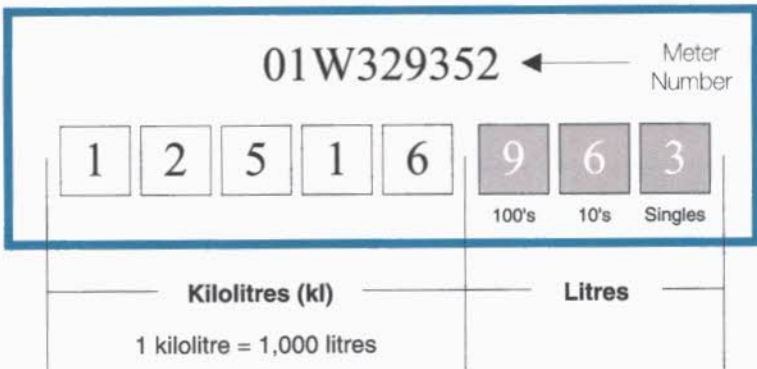 01W329352
Meter
Number
1 2 5 1 6 9 6 3
100's 10's Singles
Kilolitres (kl) Litres
1 kilolitre = 1,000 litres